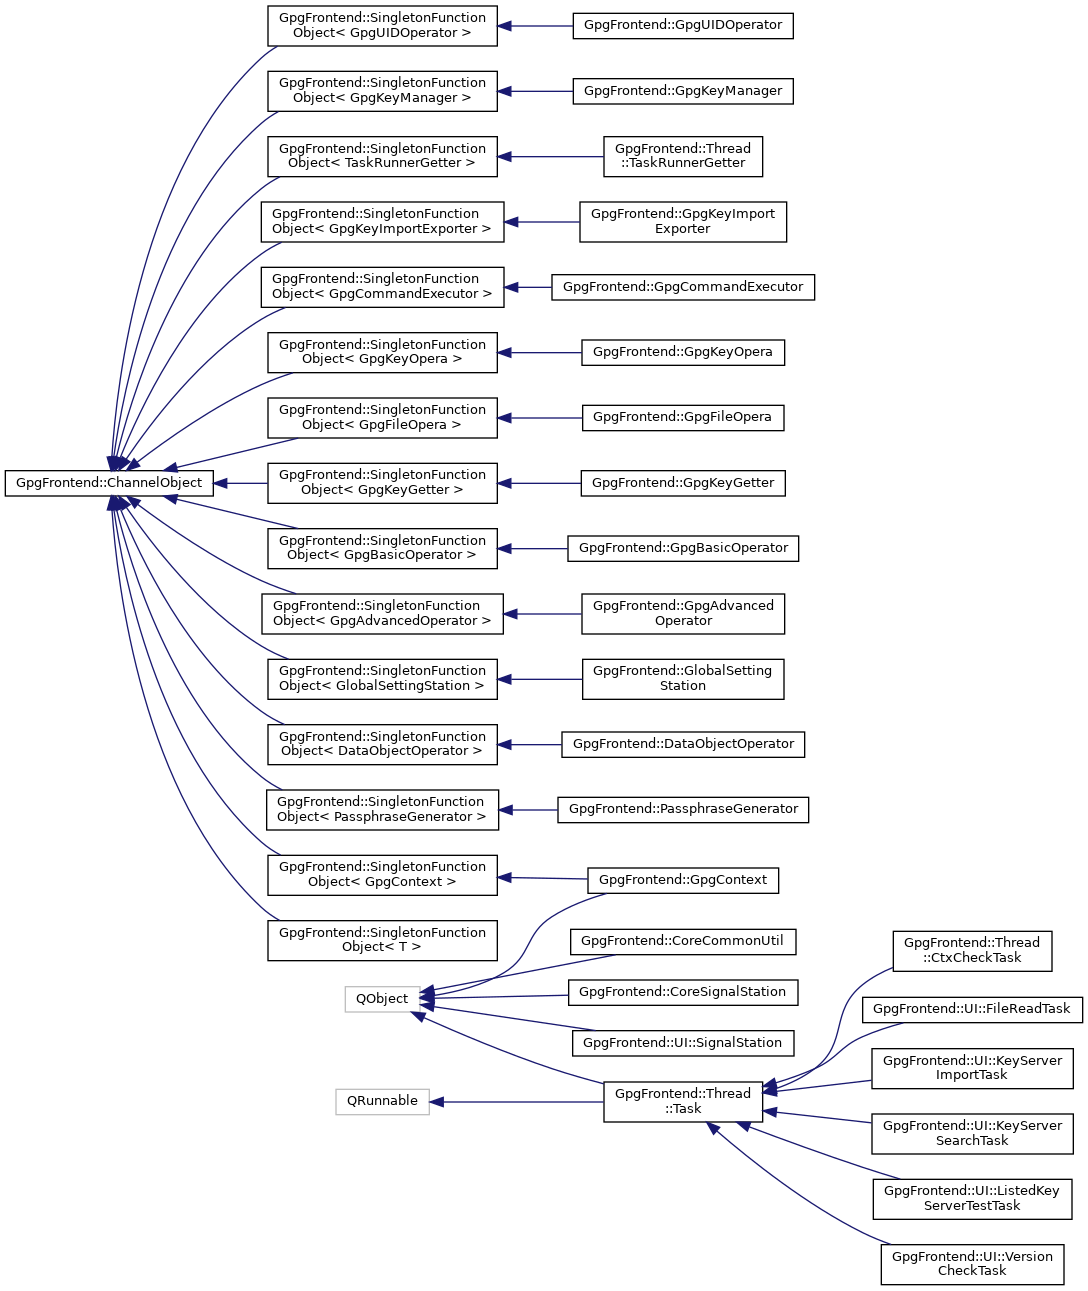 GpgFrontend::SingletonFunction
Object< GpgUIDOperator >
GpgFrontend::GpgUIDOperator
GpgFrontend::SingletonFunction
Object< GpgKeyManager >
GpgFrontend::GpgKeyManager
GpgFrontend::SingletonFunction
Object< TaskRunnerGetter >
GpgFrontend::Thread
::TaskRunnerGetter
GpgFrontend::SingletonFunction
Object< GpgKeyImportExporter >
GpgFrontend::GpgKeyImport
Exporter
GpgFrontend::SingletonFunction
Object< GpgCommandExecutor >
GpgFrontend::GpgCommandExecutor
GpgFrontend::SingletonFunction
Object< GpgKeyOpera >
GpgFrontend::GpgKeyOpera
GpgFrontend::SingletonFunction
Object< GpgFileOpera >
GpgFrontend::GpgFileOpera
GpgFrontend::ChannelObject
GpgFrontend::SingletonFunction
Object< GpgKeyGetter >
GpgFrontend::GpgKeyGetter
GpgFrontend::SingletonFunction
Object< GpgBasicOperator >
GpgFrontend::GpgBasicOperator
GpgFrontend::SingletonFunction
Object< GpgAdvancedOperator >
GpgFrontend::GpgAdvanced
Operator
GpgFrontend::SingletonFunction
Object< GlobalSettingStation >
GpgFrontend::GlobalSetting
Station
GpgFrontend::SingletonFunction
Object< DataObjectOperator >
GpgFrontend::DataObjectOperator
GpgFrontend::SingletonFunction
Object< PassphraseGenerator >
GpgFrontend::PassphraseGenerator
GpgFrontend::SingletonFunction
Object< GpgContext >
GpgFrontend::GpgContext
GpgFrontend::SingletonFunction
Object< T >
GpgFrontend::CoreCommonUtil
QObject
GpgFrontend::CoreSignalStation
GpgFrontend::UI::SignalStation
QRunnable
GpgFrontend::Thread
::Task
GpgFrontend::Thread
::CtxCheckTask
GpgFrontend::UI::FileReadTask
GpgFrontend::UI::KeyServer
ImportTask
GpgFrontend::UI::KeyServer
SearchTask
GpgFrontend::UI::ListedKey
ServerTestTask
GpgFrontend::UI::Version
CheckTask